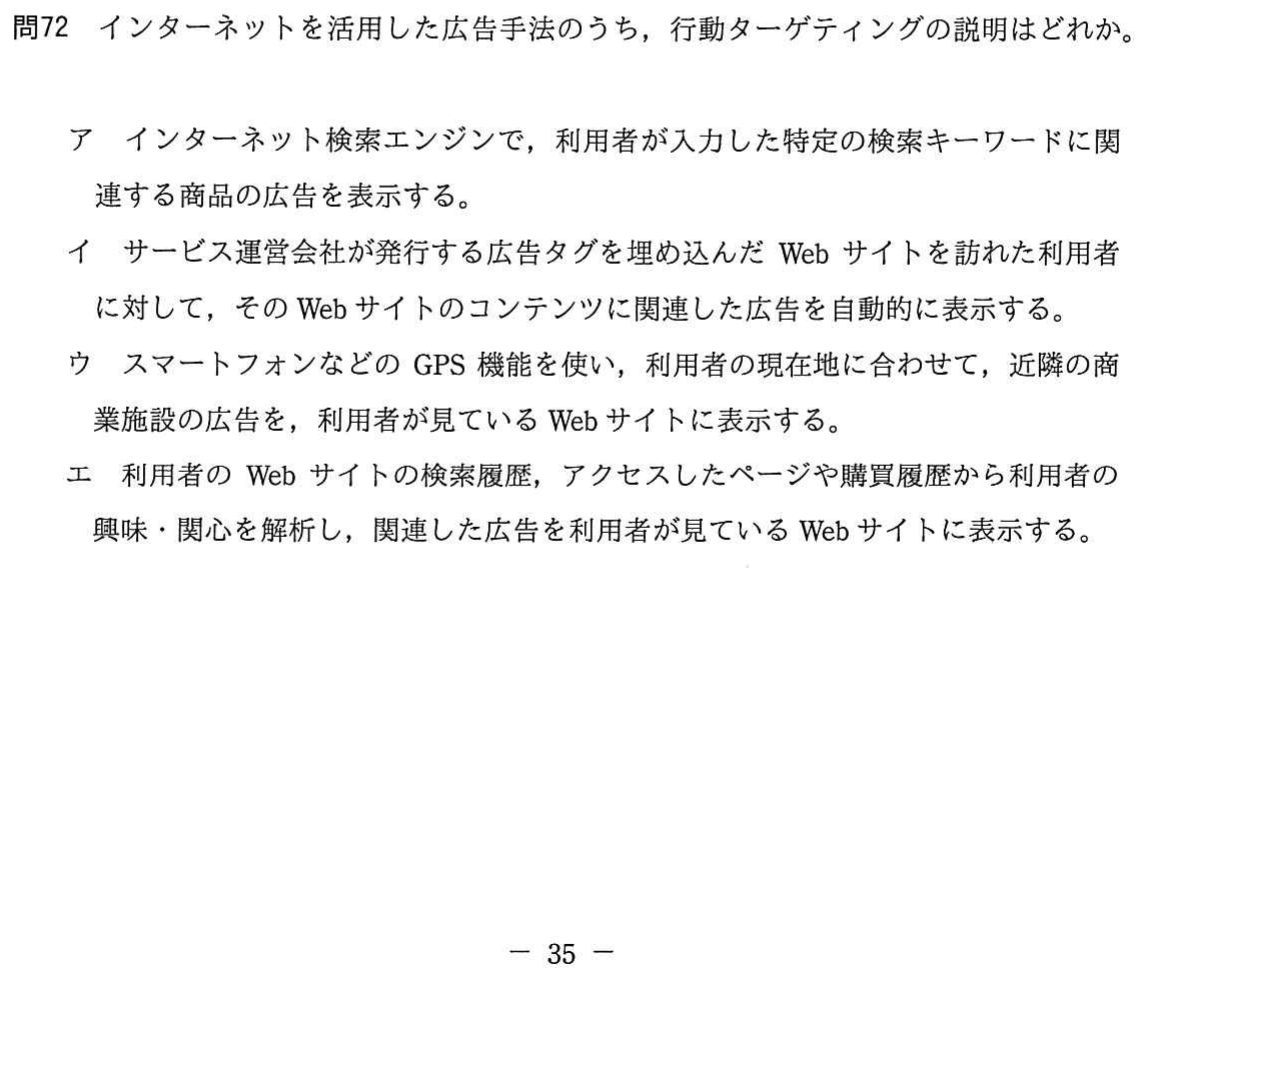 問72 インターネットを活用した広告手法のうち，行動ターゲティングの説明はどれか。
ア インターネット検索エンジンで，利用者が入力した特定の検索キーワードに関
連する商品の広告を表示する。
イ サービス運営会社が発行する広告タグを埋め込んだ Web サイトを訪れた利用者
に対して，その Web サイトのコンテンツに関連した広告を自動的に表示する。
ウ スマートフォンなどの GPS 機能を使い，利用者の現在地に合わせて，近隣の商
業施設の広告を，利用者が見ている Web サイトに表示する。
エ 利用者の Web サイトの検索履歴，アクセスしたページや購買履歴から利用者の
興味・関心を解析し，関連した広告を利用者が見ている Web サイトに表示する。
－ 35 －